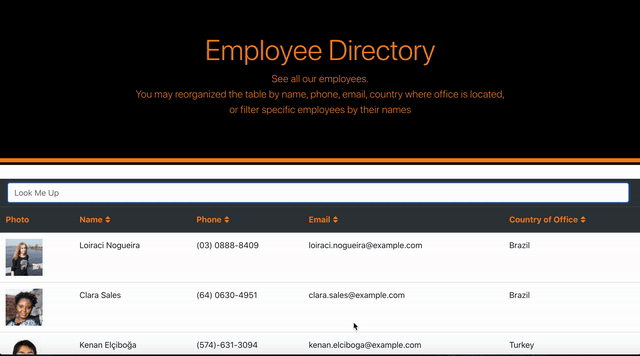 Employee Directory
See all our employees.
You may reorganized the table by name, phone, email, country where office is located,
or filter specific employees by their names
Look Me Up
Photo Name Phone Email Country of Office
Loiraci Nogueira (03) 0888-8409 loiraci.nogueira@example.com Brazil
Clara Sales (64) 0630-4951 clara.sales@example.com Brazil
Kenan Elçiboğa (574)-631-3094 kenan.elciboga@example.com Turkey